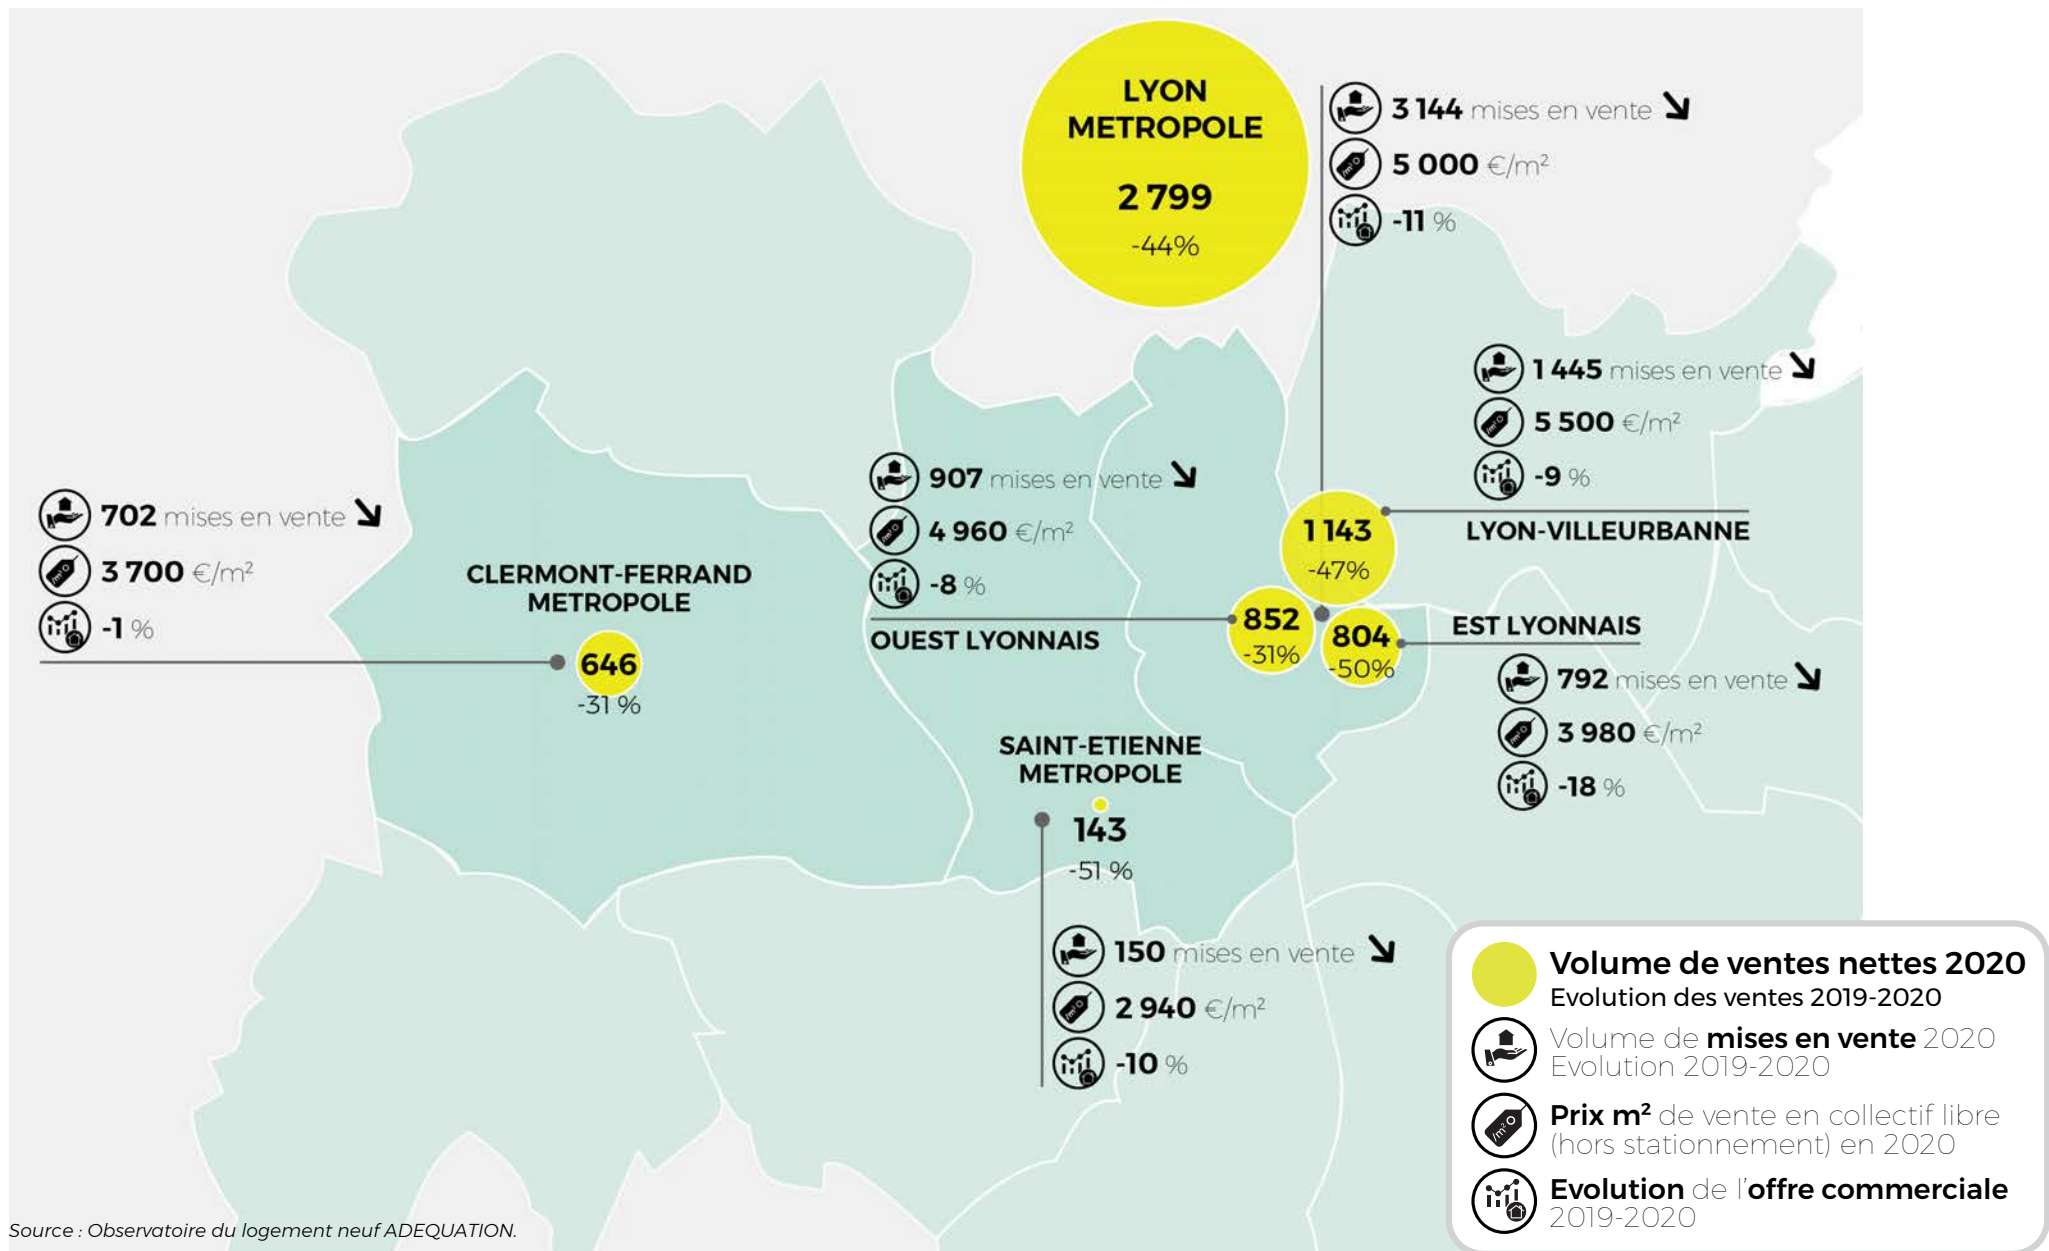 LYON
METROPOLE
2 799
-44%
3 144 mises en vente
5 000 €/m²
-11 %
1 445 mises en vente
5 500 €/m²
-9 %
LYON-VILLEURBANNE
1 143
-47%
907 mises en vente
4 960 €/m²
-8 %
OUEST LYONNAIS
852
-31%
804
-50%
EST LYONNAIS
792 mises en vente
3 980 €/m²
-18 %
702 mises en vente
3 700 €/m²
-1 %
CLERMONT-FERRAND
METROPOLE
646
-31 %
SAINT-ETIENNE
METROPOLE
143
-51 %
150 mises en vente
2 940 €/m²
-10 %
Volume de ventes nettes 2020
Evolution des ventes 2019-2020
Volume de mises en vente 2020
Evolution 2019-2020
Prix m² de vente en collectif libre
(hors stationnement) en 2020
Evolution de l'offre commerciale
2019-2020
Source : Observatoire du logement neuf ADEQUATION.